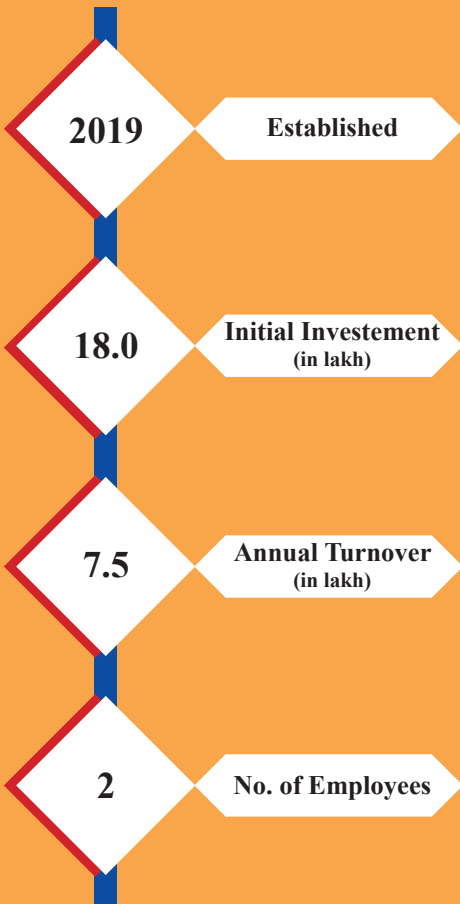 2019
Established
18.0
Initial Investement
(in lakh)
7.5
Annual Turnover
(in lakh)
2
No. of Employees